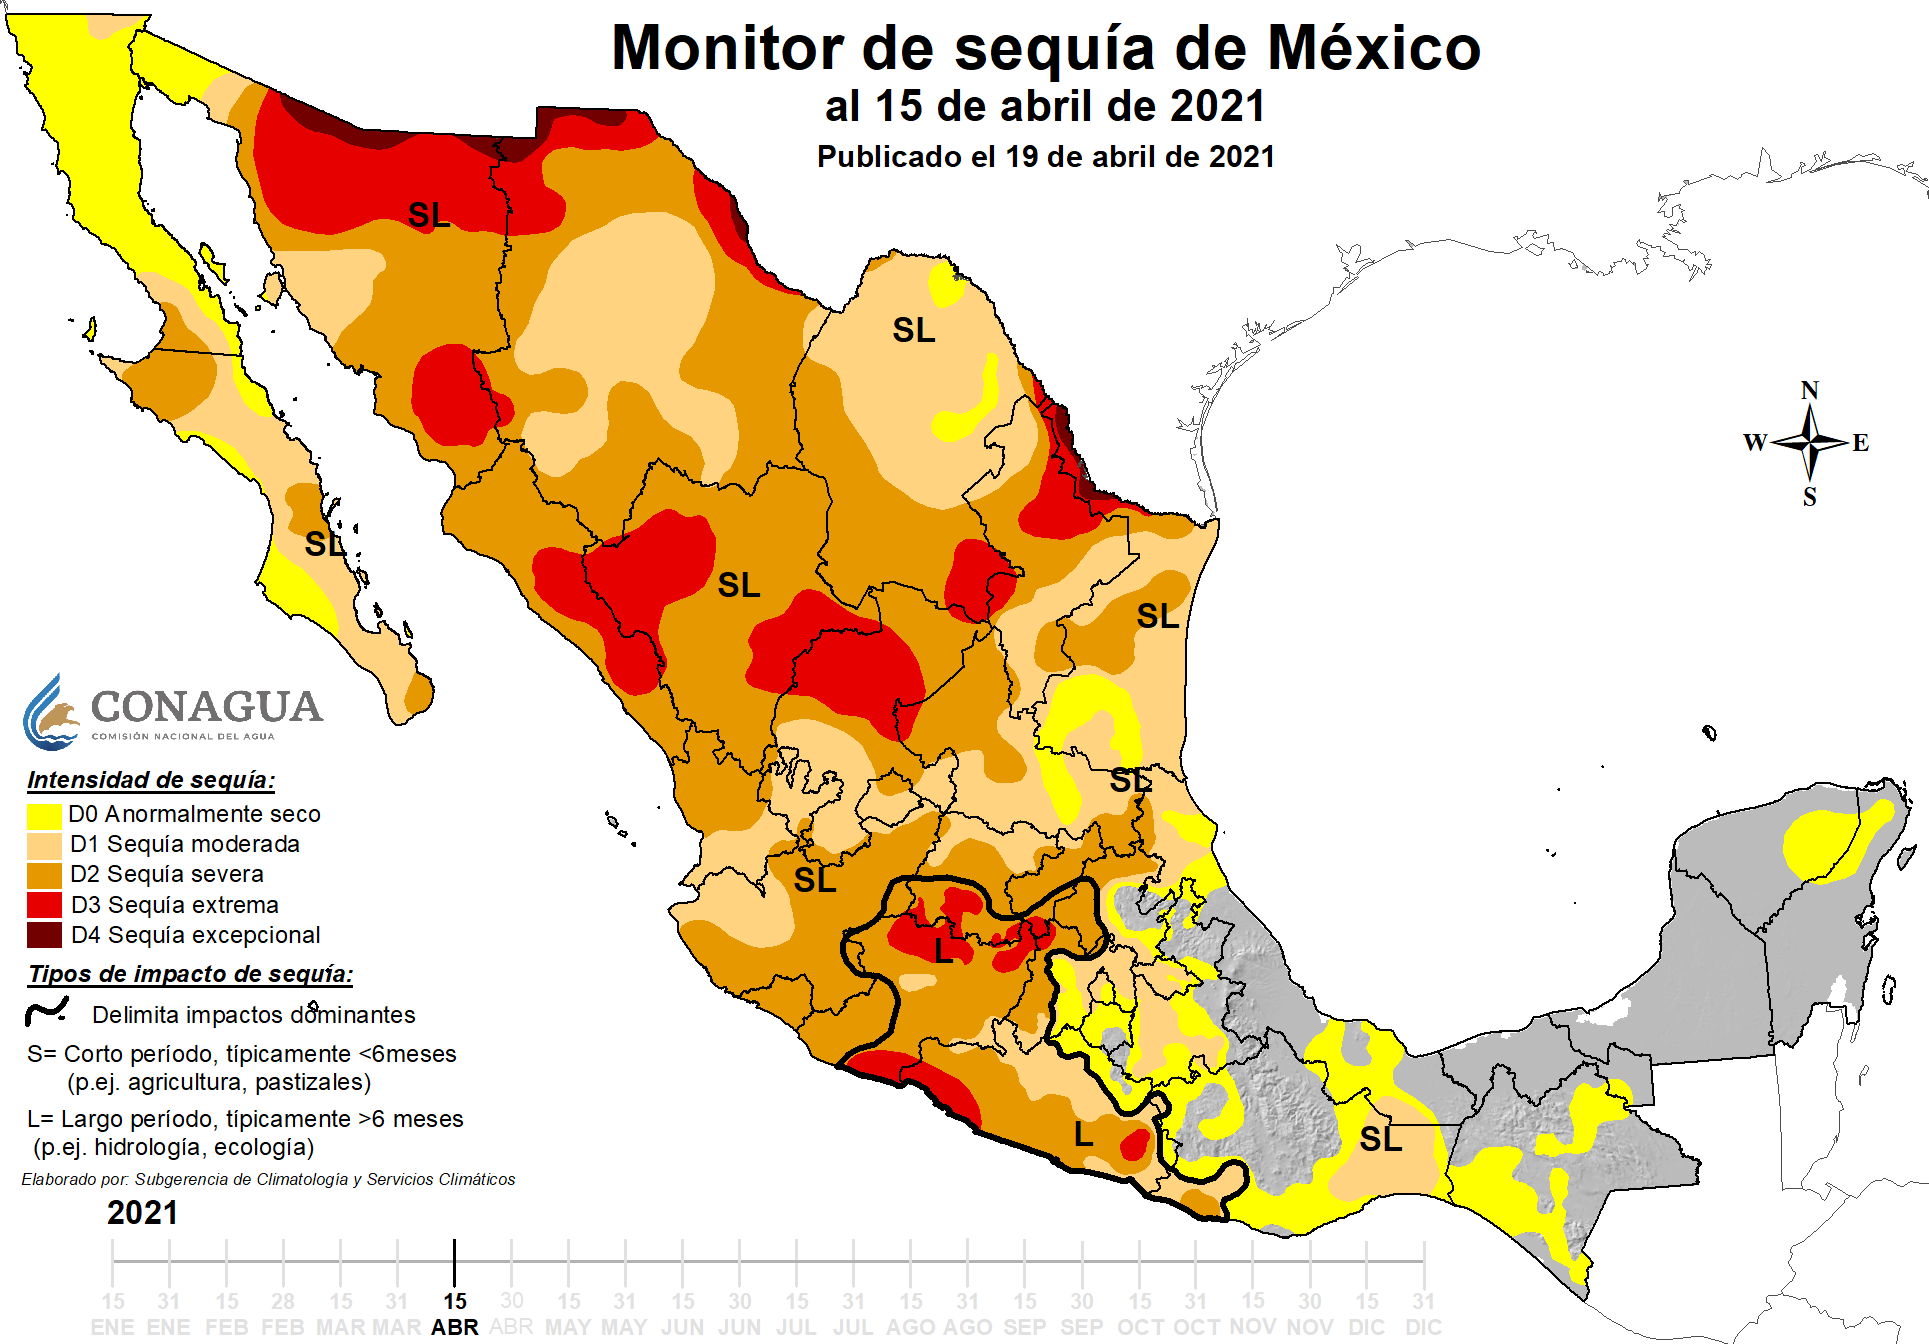 Monitor de sequía de México
al 15 de abril de 2021
Publicado el 19 de abril de 2021
SL
SL
N
W E
S
SL
SL
SL
SL
SL
SL
L
L
SL
CONAGUA
COMISIÓN NACIONAL DEL AGUA
Intensidad de sequía:
D0 Anormalmente seco
D1 Sequía moderada
D2 Sequía severa
D3 Sequía extrema
D4 Sequía excepcional
Tipos de impacto de sequía:
Delimita impactos dominantes
S= Corto período, típicamente <6meses
(p.ej. agricultura, pastizales)
L= Largo período, típicamente >6 meses
(p.ej. hidrología, ecología)
Elaborado por: Subgerencia de Climatología y Servicios Climáticos
2021
15 31 15 28 15 31 15 30 15 31 15 30 15 31 15 31 15 30 15 31 15 30 15 31
ENE ENE FEB FEB MAR MAR ABR ABR MAY MAY JUN JUN JUL JUL AGO AGO SEP SEP OCT OCT NOV NOV DIC DIC